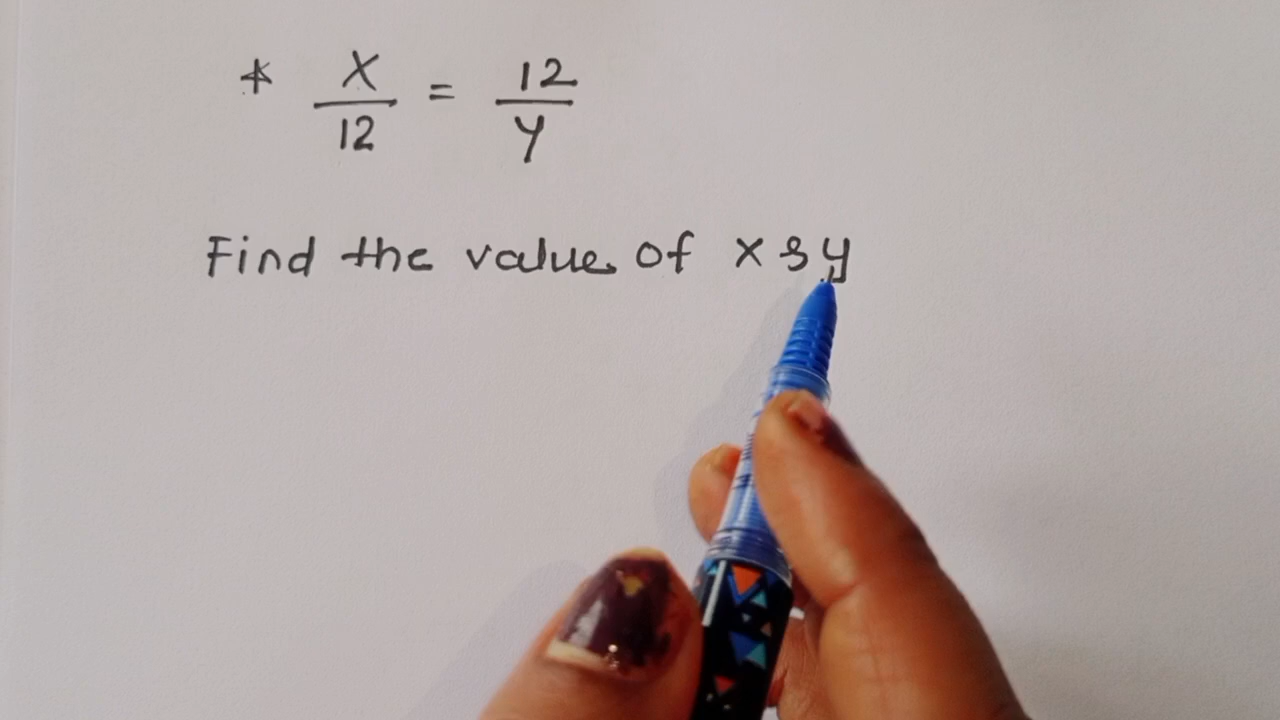 * X/12 = 12/Y
Find the value of x & y